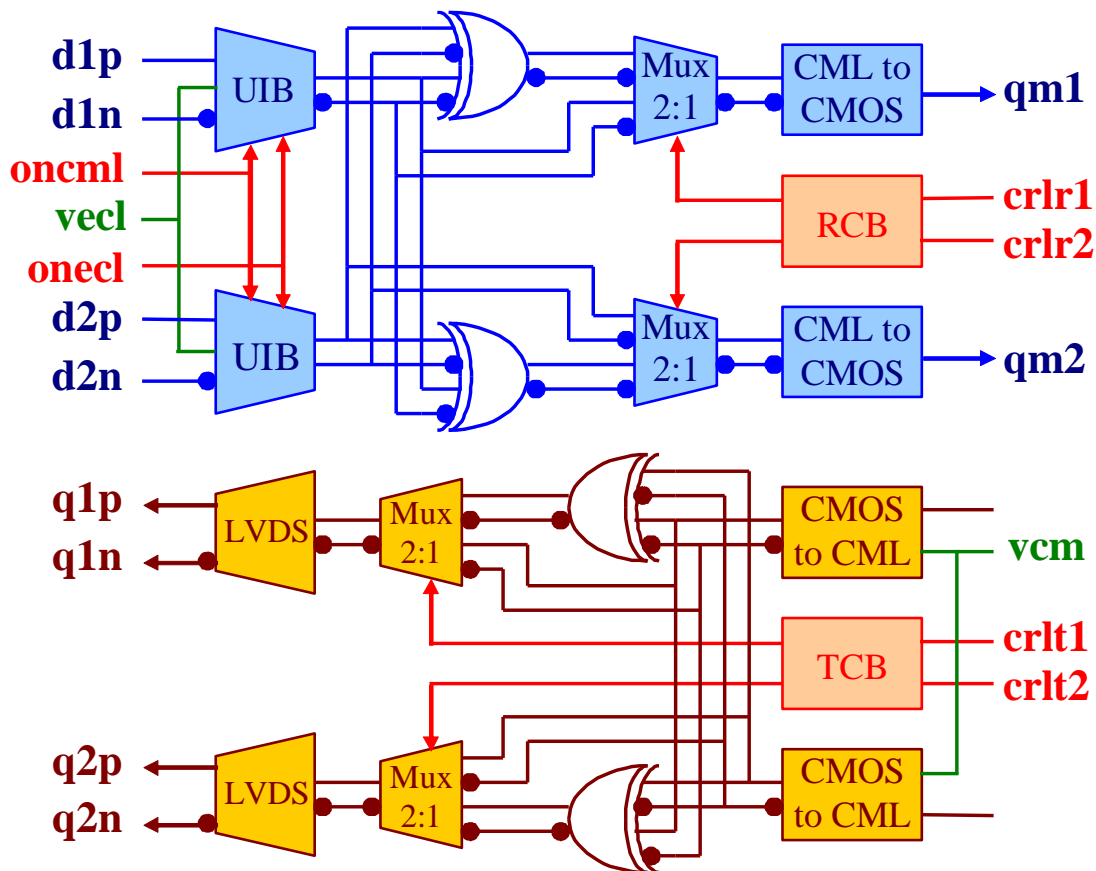 d1p
d1n
oncml
vecl
onecl
d2p
d2n
UIB
UIB
Mux
2:1
CML to
CMOS
qm1
RCB
crlr1
crlr2
Mux
2:1
CML to
CMOS
qm2
q1p
q1n
LVDS
Mux
2:1
CMOS
to CML
vcm
TCB
crlt1
crlt2
q2p
q2n
LVDS
Mux
2:1
CMOS
to CML